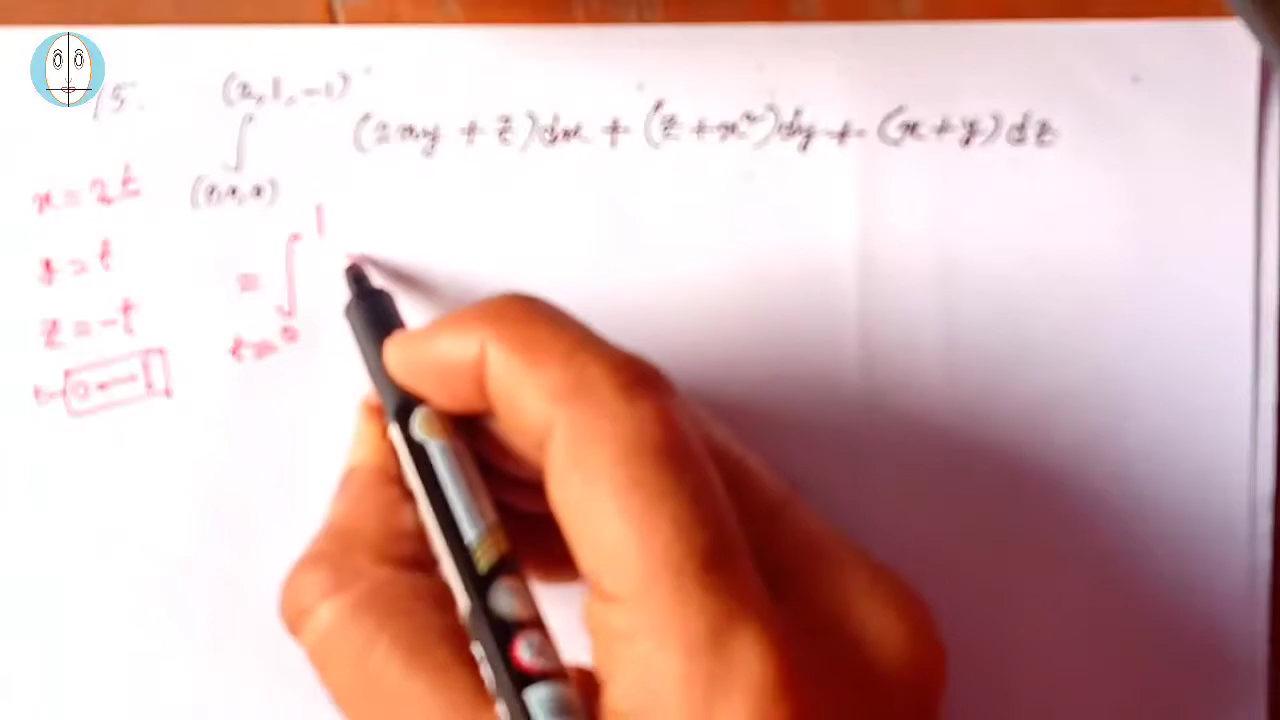 15.
(2,1,-1)
∫ (2xy + z)dx + (z+x²)dy + (x+y)dz
(0,0,0)
x = 2t
y = t
z = -t
t → 0 — 1
= ∫
1
t=0